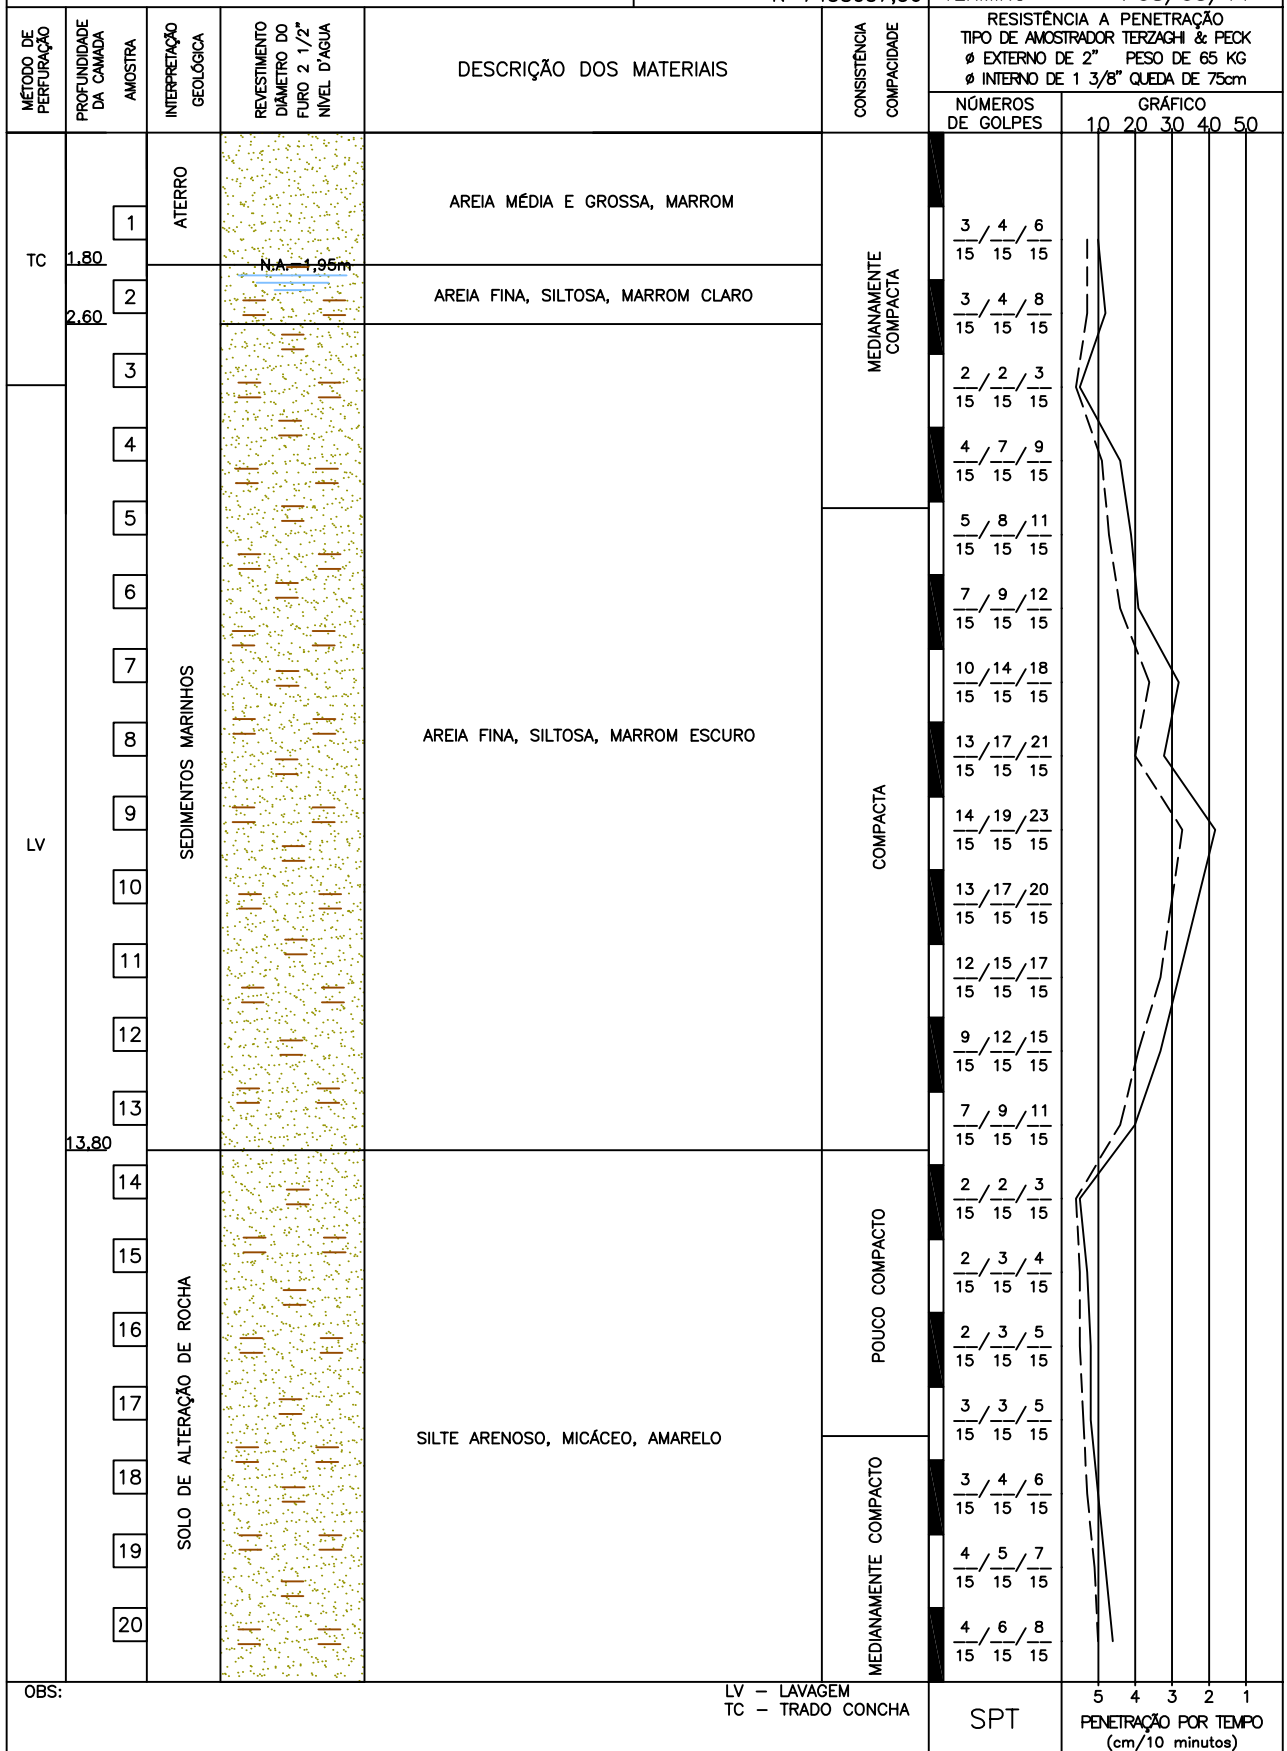 MÉTODO DE
PERFURAÇÃO
PROFUNDIDADE
DA CAMADA
AMOSTRA
INTERPRETAÇÃO
GEOLÓGICA
REVESTIMENTO
DIÂMETRO DO
FURO 2 1/2"
NÍVEL D'AGUA
DESCRIÇÃO DOS MATERIAIS
CONSISTÊNCIA
COMPACIDADE
RESISTÊNCIA A PENETRAÇÃO
TIPO DE AMOSTRADOR TERZAGHI & PECK
ø EXTERNO DE 2" PESO DE 65 KG
ø INTERNO DE 1 3/8" QUEDA DE 75cm
NÚMEROS
DE GOLPES
GRÁFICO
10 20 30 40 50
TC
LV
1,80
2,60
13,80
1
2
3
4
5
6
7
8
9
10
11
12
13
14
15
16
17
18
19
20
ATERRO
SEDIMENTOS MARINHOS
SOLO DE ALTERAÇÃO DE ROCHA
N.A.=1,95m
AREIA MÉDIA E GROSSA, MARROM
AREIA FINA, SILTOSA, MARROM CLARO
AREIA FINA, SILTOSA, MARROM ESCURO
SILTE ARENOSO, MICÁCEO, AMARELO
MEDIANAMENTE
COMPACTA
COMPACTA
POUCO COMPACTO
MEDIANAMENTE COMPACTO
3 / 4 / 6
15 15 15
3 / 4 / 8
15 15 15
2 / 2 / 3
15 15 15
4 / 7 / 9
15 15 15
5 / 8 / 11
15 15 15
7 / 9 / 12
15 15 15
10 / 14 / 18
15 15 15
13 / 17 / 21
15 15 15
14 / 19 / 23
15 15 15
13 / 17 / 20
15 15 15
12 / 15 / 17
15 15 15
9 / 12 / 15
15 15 15
7 / 9 / 11
15 15 15
2 / 2 / 3
15 15 15
2 / 3 / 4
15 15 15
2 / 3 / 5
15 15 15
3 / 3 / 5
15 15 15
3 / 4 / 6
15 15 15
4 / 5 / 7
15 15 15
4 / 6 / 8
15 15 15
OBS:
LV – LAVAGEM
TC – TRADO CONCHA
SPT
5 4 3 2 1
PENETRAÇÃO POR TEMPO
(cm/10 minutos)